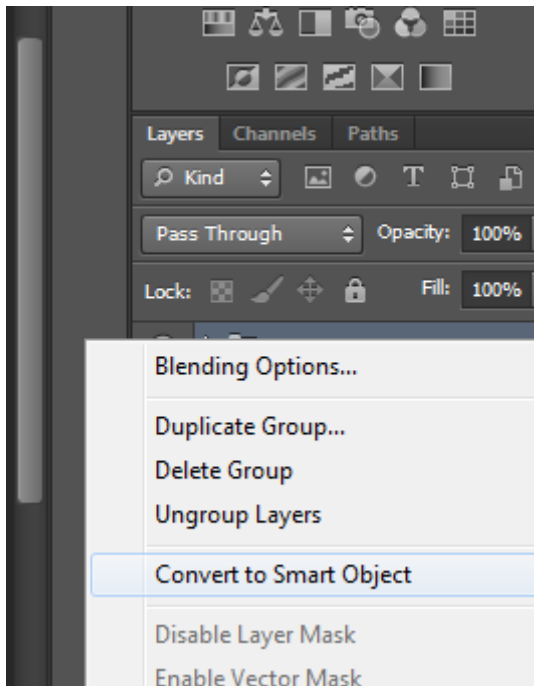 Layers Channels Paths
Kind T
Pass Through Opacity: 100%
Lock: Fill: 100%
Blending Options...
Duplicate Group...
Delete Group
Ungroup Layers
Convert to Smart Object
Disable Layer Mask
Enable Vector Mask